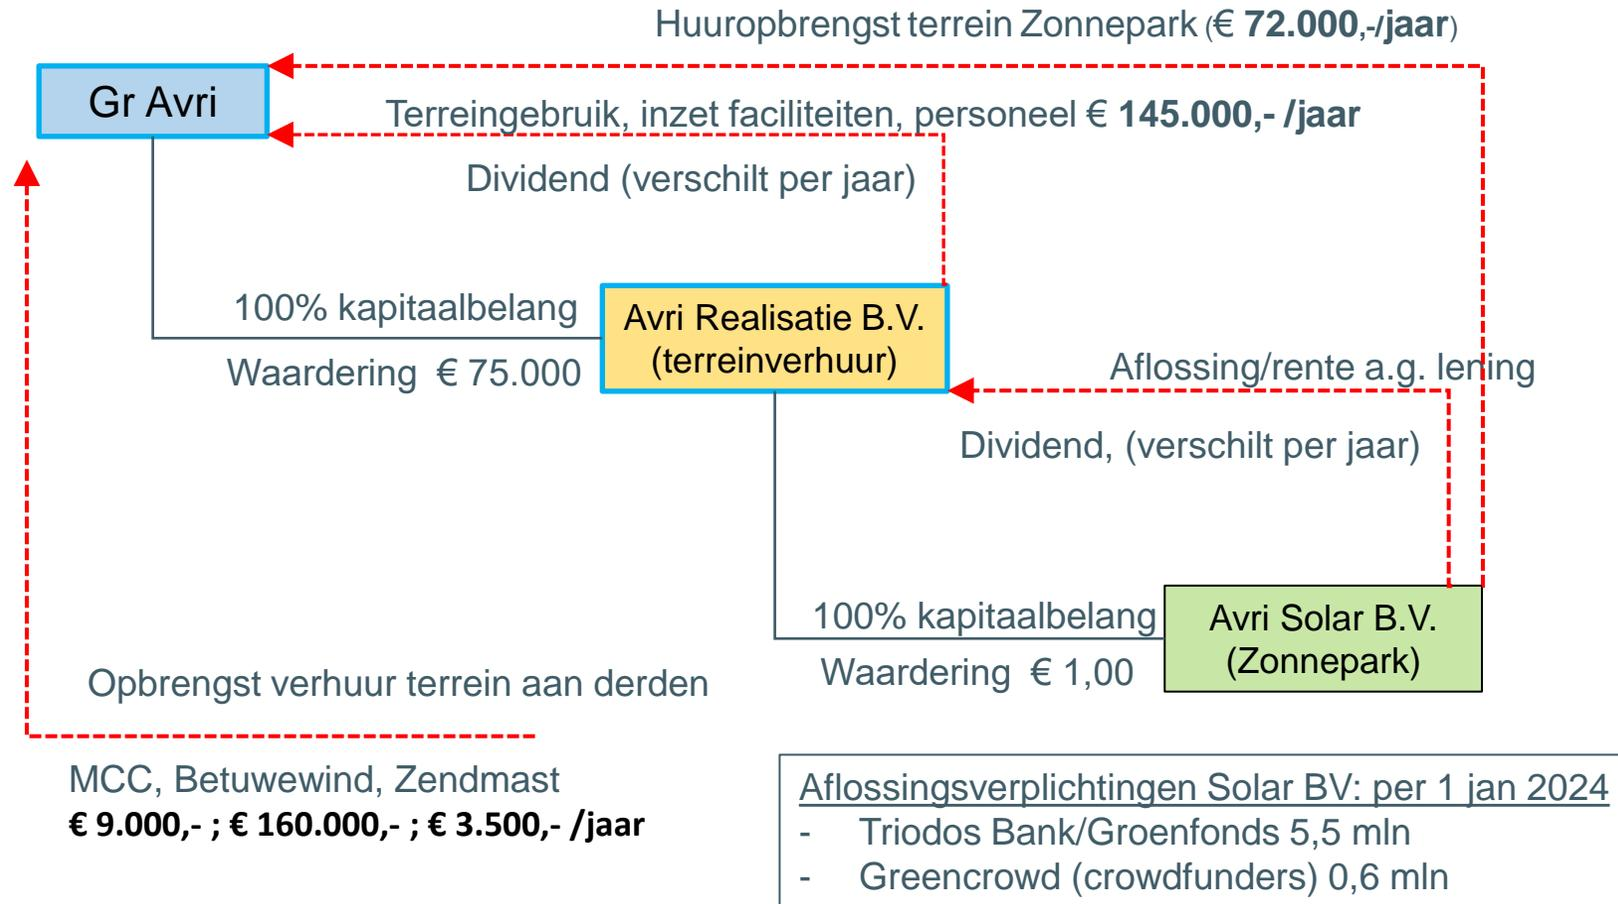 Huuropbrengst terrein Zonnepark (€ 72.000,-/jaar)
Gr Avri
Terreingebruik, inzet faciliteiten, personeel € 145.000,- /jaar
Dividend (verschilt per jaar)
100% kapitaalbelang
Waardering € 75.000
Avri Realisatie B.V.
(terreinverhuur)
Aflossing/rente a.g. lening
Dividend, (verschilt per jaar)
100% kapitaalbelang
Waardering € 1,00
Avri Solar B.V.
(Zonnepark)
Opbrengst verhuur terrein aan derden
MCC, Betuwewind, Zendmast
€ 9.000,- ; € 160.000,- ; € 3.500,- /jaar
Aflossingsverplichtingen Solar BV: per 1 jan 2024
- Triodos Bank/Groenfonds 5,5 mln
- Greencrowd (crowdfunders) 0,6 mln